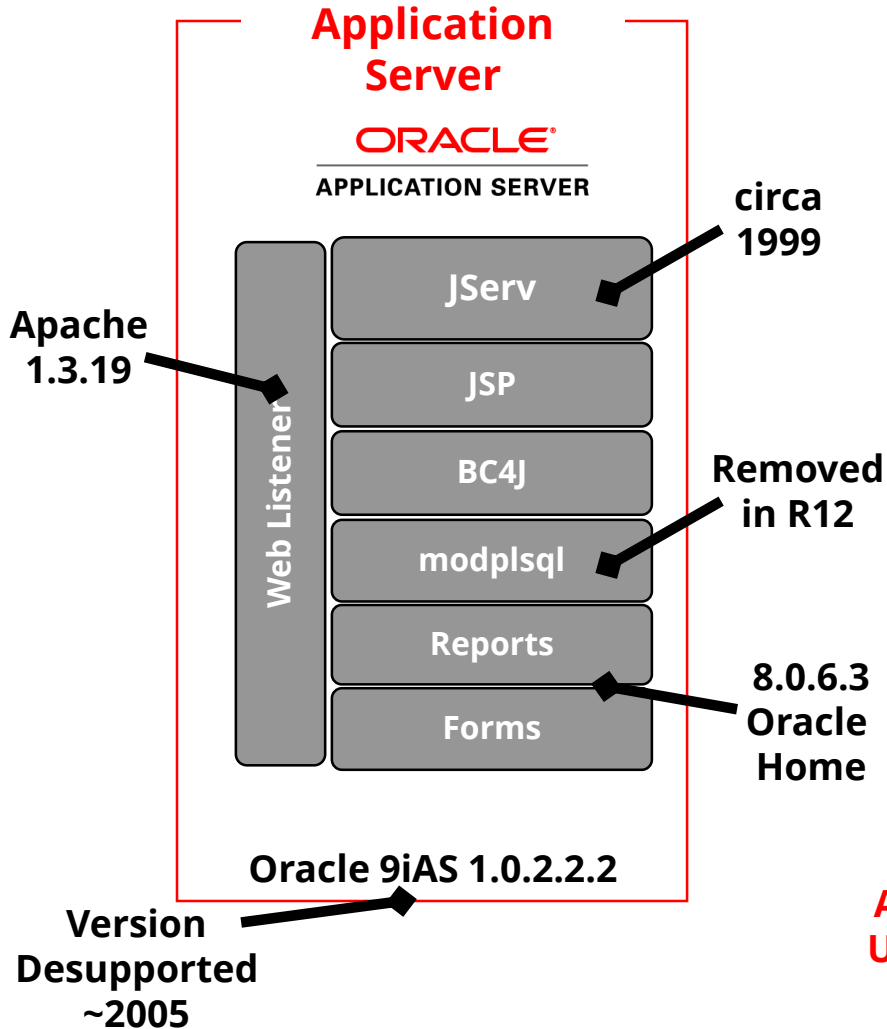 Application
Server
ORACLE®
APPLICATION SERVER
circa
1999
JServ
Apache
1.3.19
JSP
Web Listener
BC4J
Removed
in R12
modplsql
Reports
8.0.6.3
Oracle
Home
Forms
Oracle 9iAS 1.0.2.2.2
Version
Desupported
~2005